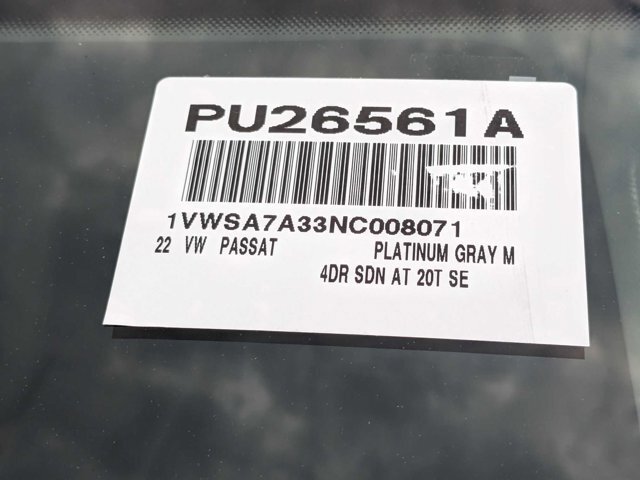 PU26561A
1VWSA7A33NC008071
22 VW PASSAT PLATINUM GRAY M
4DR SDN AT 20T SE